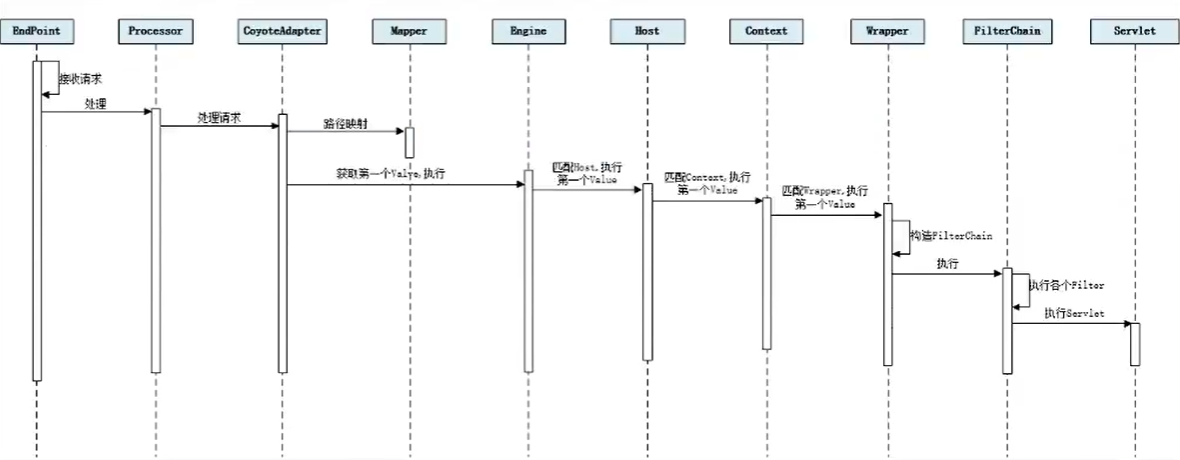 EndPoint
Processor
CoyoteAdapter
Mapper
Engine
Host
Context
Wrapper
FilterChain
Servlet
接收请求
处理
处理请求
路径映射
获取第一个Valve,执行
匹配Host,执行
第一个Value
匹配Context,执行
第一个Value
匹配Wrapper,执行
第一个Value
构造FilterChain
执行
执行各个Filter
执行Servlet